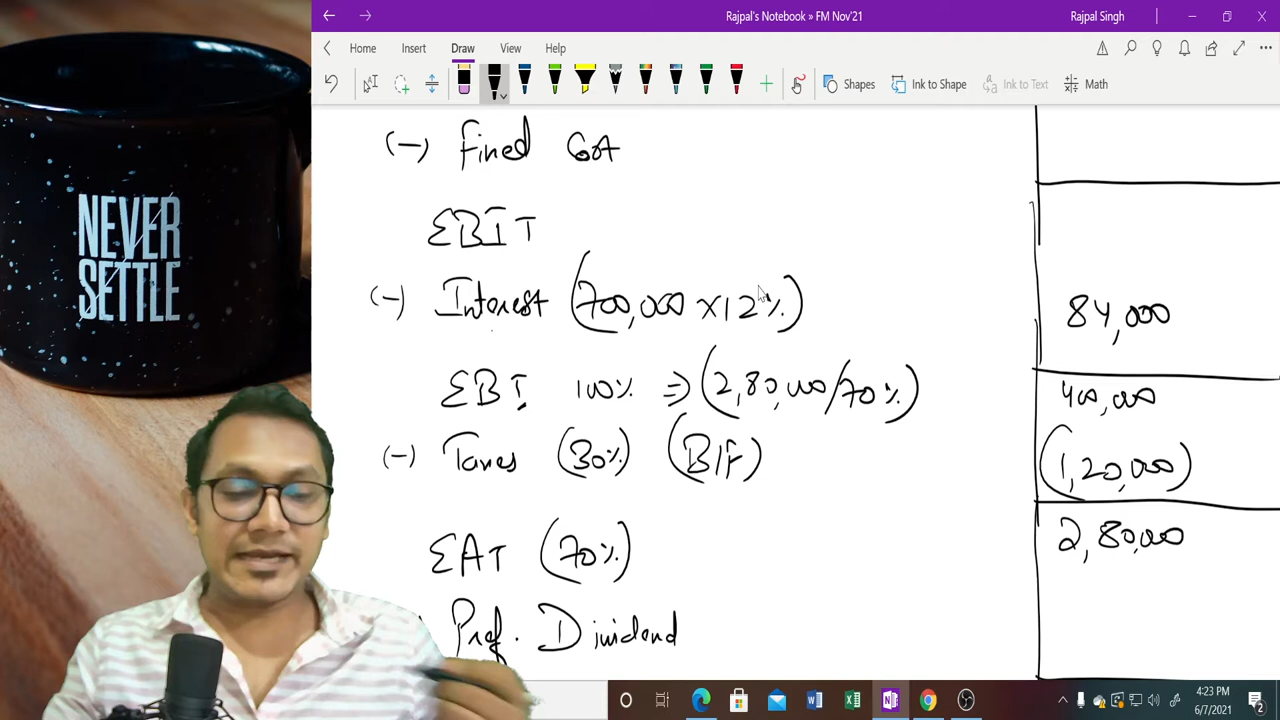 Rajpal's Notebook » FM Nov'21
Rajpal Singh
Home Insert Draw View Help
Shapes Ink to Shape Ink to Text Math
NEVER
SETTLE
(-) Fixed Cost
EBIT
(-) Interest (700,000 x 12%) 84,000
EBT 100% => (2,80,000/70%) 400,000
(-) Taxes (30%) (B/F) (1,20,000)
EAT (70%) 2,80,000
Pref. Dividend
4:23 PM
6/7/2021